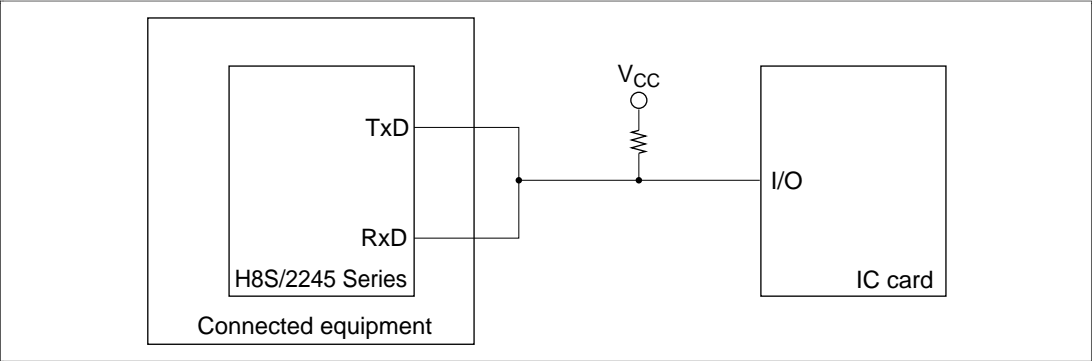 V_CC
TxD
I/O
RxD
H8S/2245 Series
IC card
Connected equipment